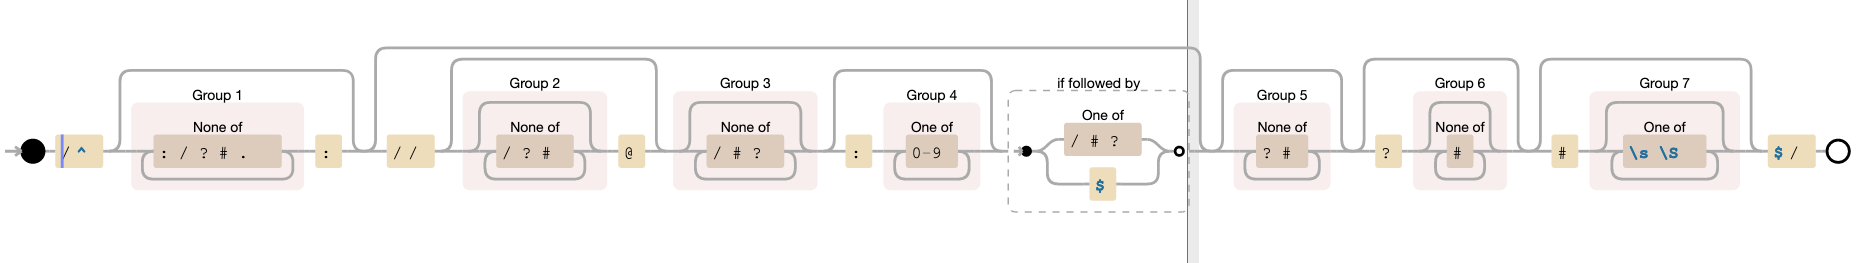 Group 2
Group 3
if followed by
Group 6
Group 7
Group 1
Group 4
Group 5
One of
None of
None of
None of
One of
None of
None of
One of
/ ^
: / ? # .
:
/ /
/ ? #
@
/ # ?
:
0-9
/ # ?
? #
?
#
#
\s \S
$ /
$